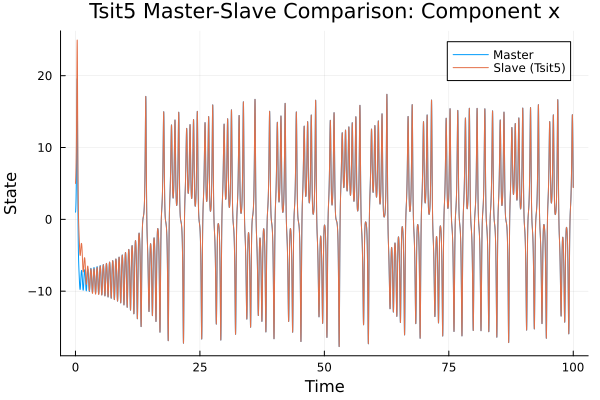 Tsit5 Master-Slave Comparison: Component x
Master
Slave (Tsit5)
State
20
10
0
−10
0
25
50
75
100
Time